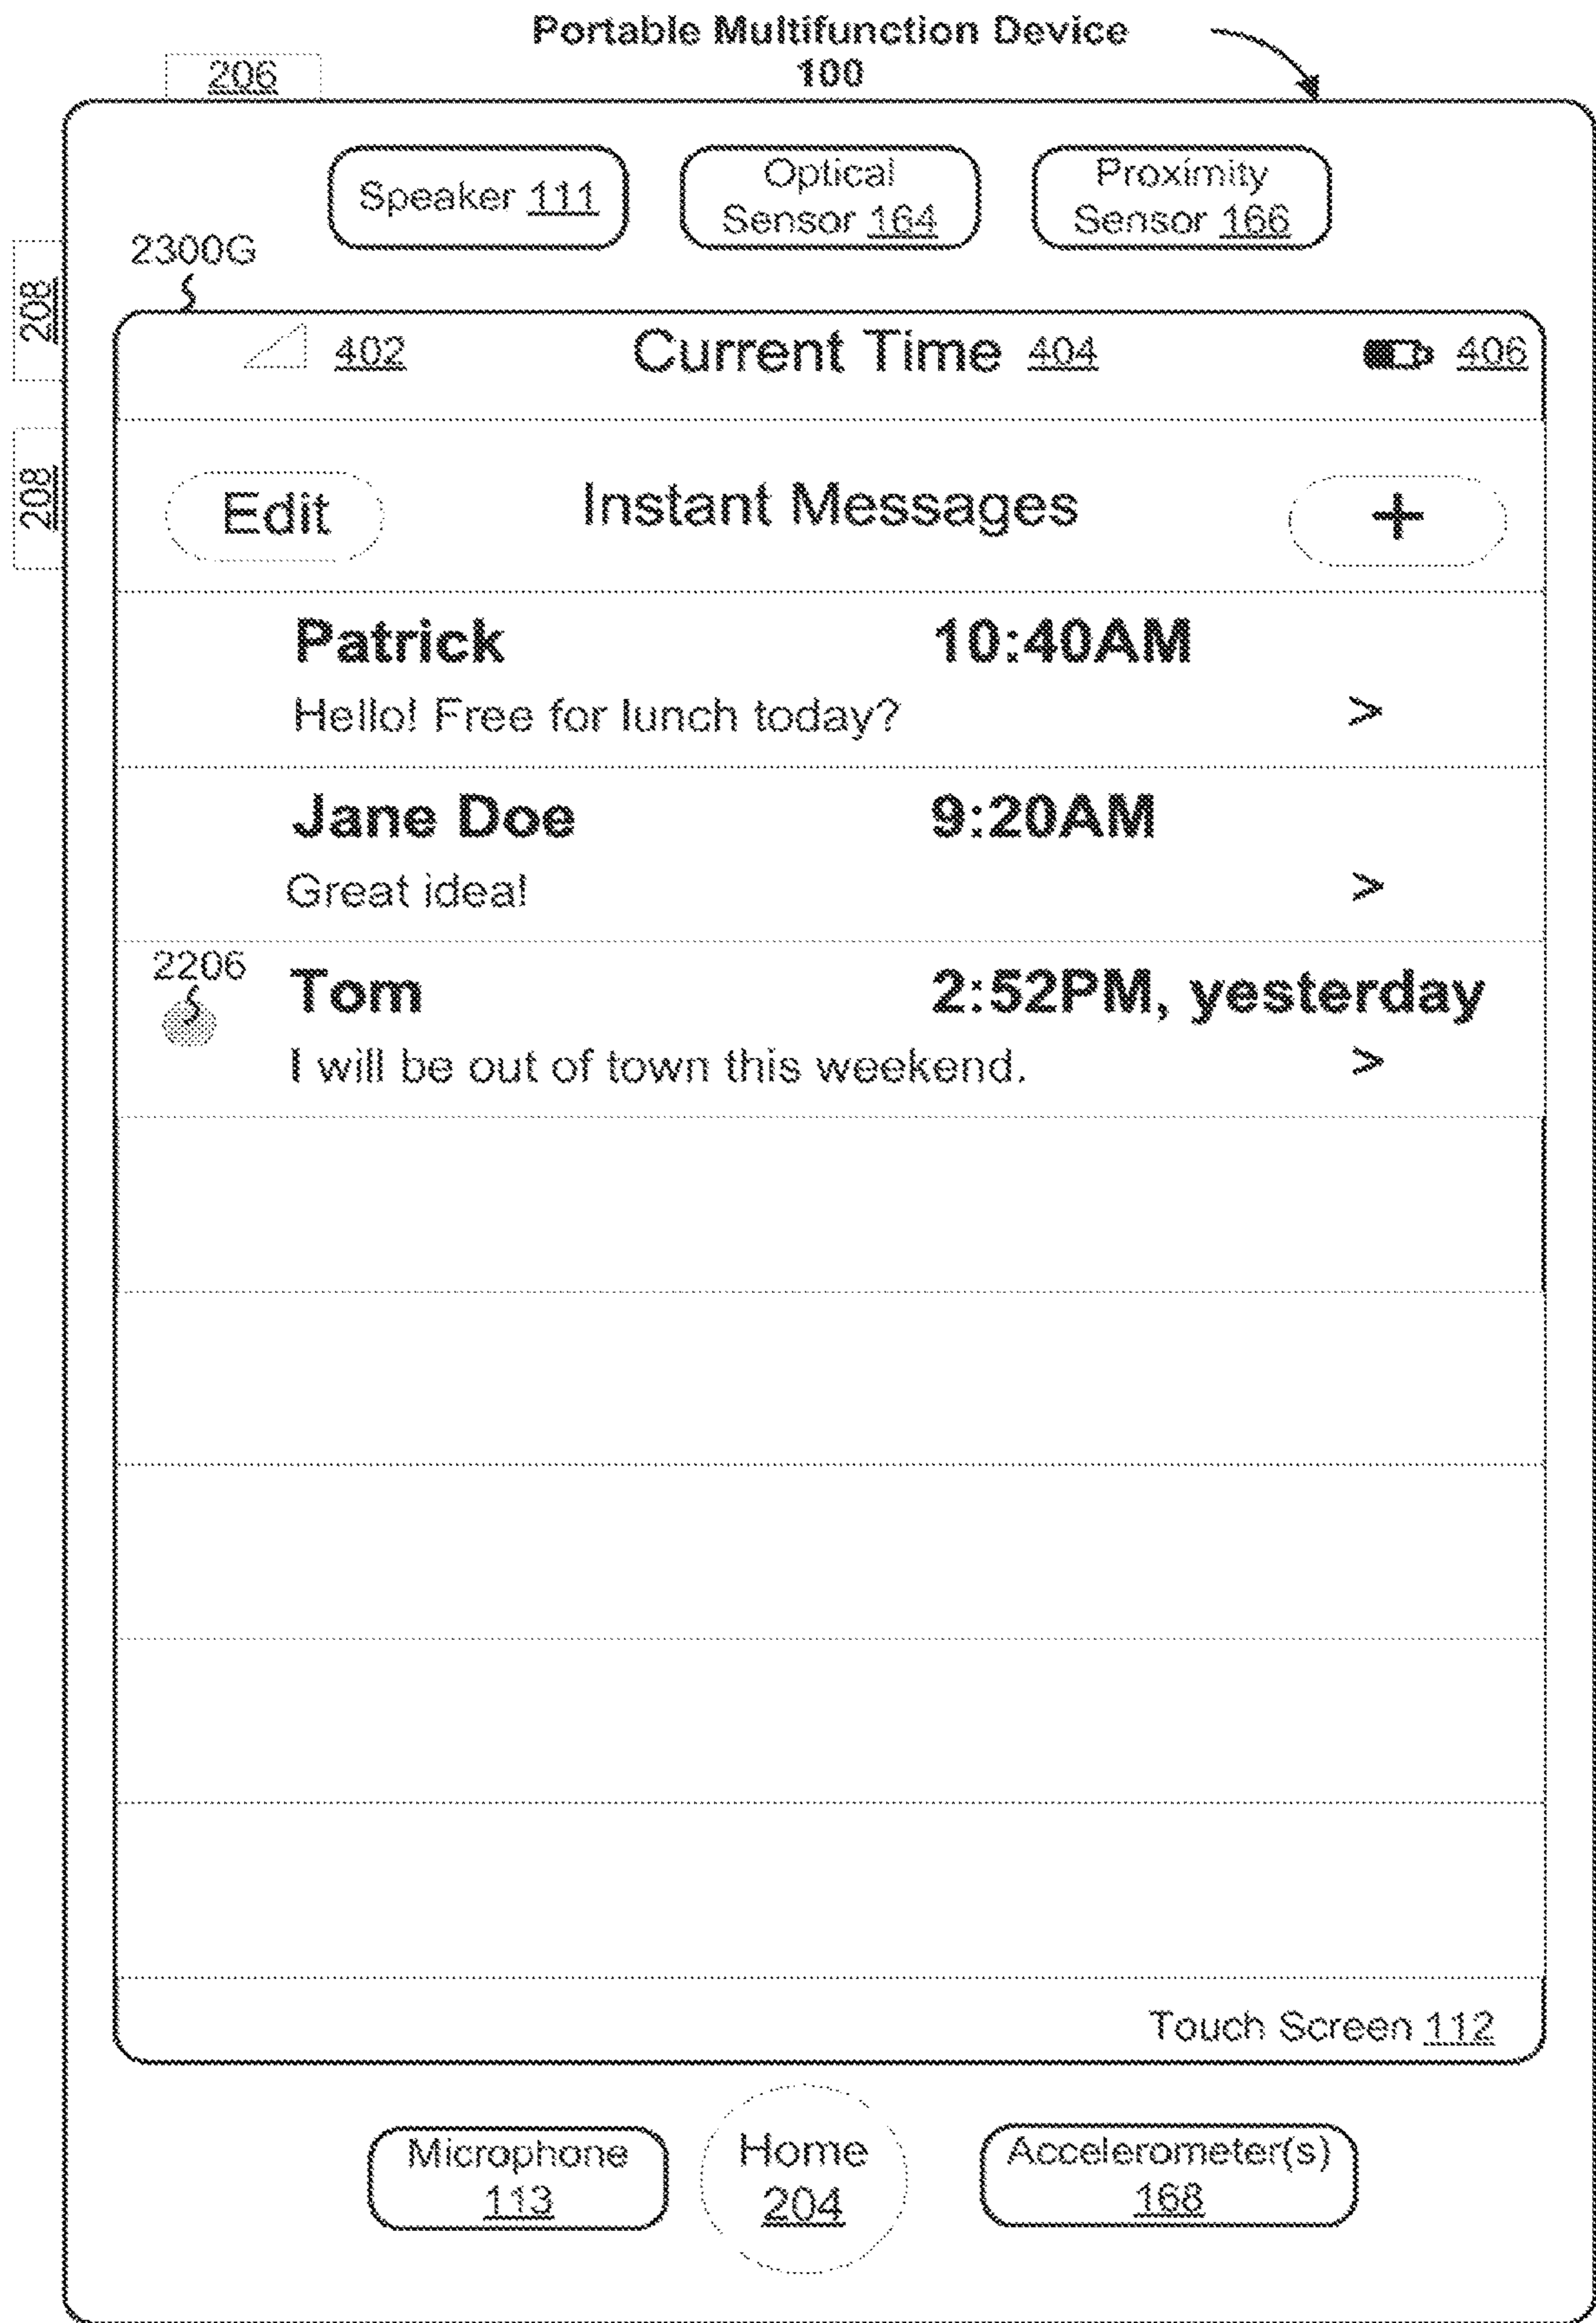 Portable Multifunction Device
100
206
Speaker 111
Optical
Sensor 164
Proximity
Sensor 166
2300G
208
402 Current Time 404 406
208
Edit Instant Messages +
Patrick 10:40AM
Hello! Free for lunch today? >
Jane Doe 9:20AM
Great idea! >
2206
Tom 2:52PM, yesterday
I will be out of town this weekend. >
Touch Screen 112
Microphone
113
Home
204
Accelerometer(s)
168